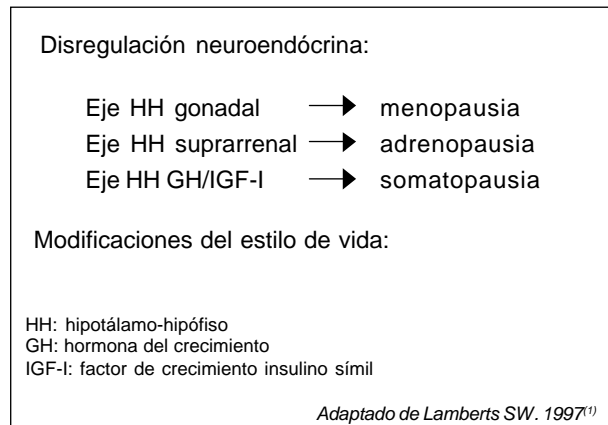 Disregulación neuroendócrina:
Eje HH gonadal → menopausia
Eje HH suprarrenal → adrenopausia
Eje HH GH/IGF-I → somatopausia
Modificaciones del estilo de vida:
HH: hipotálamo-hipófiso
GH: hormona del crecimiento
IGF-I: factor de crecimiento insulino símil
Adaptado de Lamberts SW. 1997(1)